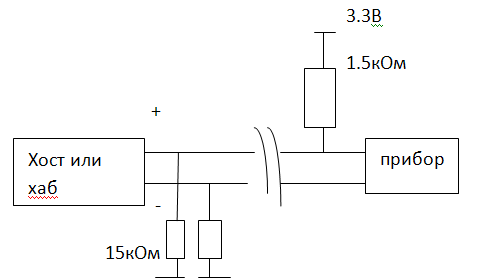 3.3В
1.5кОм
+
Хост или
хаб
прибор
-
15кОм